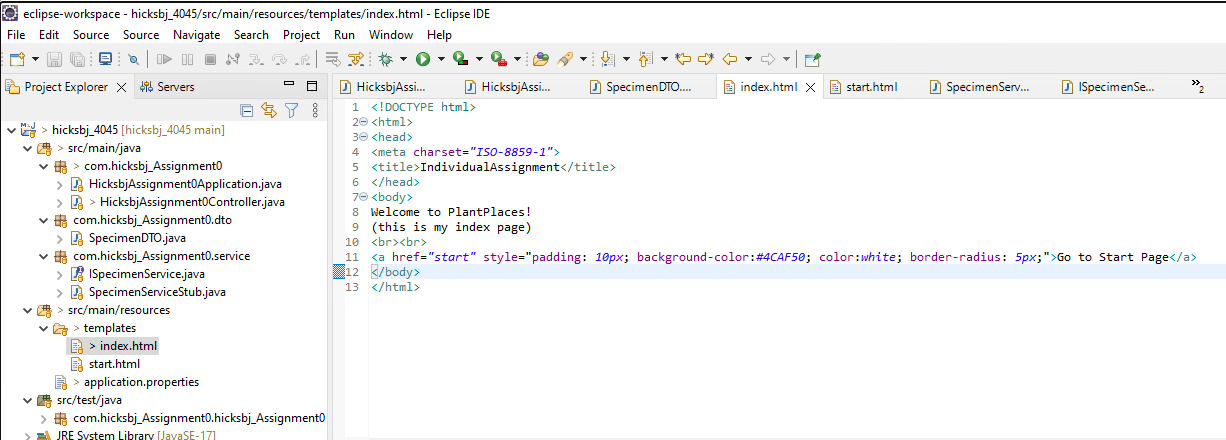 eclipse-workspace - hicksbj_4045/src/main/resources/templates/index.html - Eclipse IDE
File Edit Source Source Navigate Search Project Run Window Help
Project Explorer Servers
HicksbjAssi... HicksbjAssi... SpecimenDTO.... index.html start.html SpecimenServ... ISpecimenSe... »2
> hicksbj_4045 [hicksbj_4045 main]
> src/main/java
> com.hicksbj_Assignment0
HicksbjAssignment0Application.java
> HicksbjAssignment0Controller.java
com.hicksbj_Assignment0.dto
SpecimenDTO.java
com.hicksbj_Assignment0.service
ISpecimenService.java
SpecimenServiceStub.java
> src/main/resources
> templates
> index.html
start.html
> application.properties
src/test/java
com.hicksbj_Assignment0.hicksbj_Assignment0
JRE System Library [JavaSE-17]
1 <!DOCTYPE html>
2 <html>
3 <head>
4 <meta charset="ISO-8859-1">
5 <title>IndividualAssignment</title>
6 </head>
7 <body>
8 Welcome to PlantPlaces!
9 (this is my index page)
10 <br><br>
11 <a href="start" style="padding: 10px; background-color:#4CAF50; color:white; border-radius: 5px;">Go to Start Page</a>
12 </body>
13 </html>